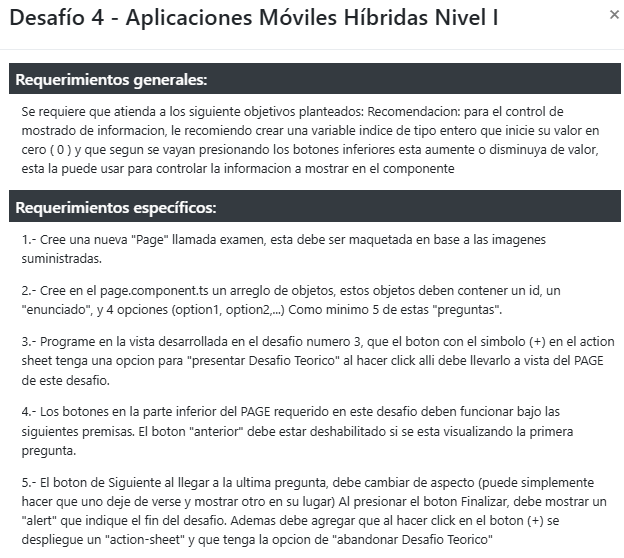 Desafío 4 - Aplicaciones Móviles Híbridas Nivel I
×
Requerimientos generales:
Se requiere que atienda a los siguiente objetivos planteados: Recomendacion: para el control de
mostrado de informacion, le recomiendo crear una variable indice de tipo entero que inicie su valor en
cero ( 0 ) y que segun se vayan presionando los botones inferiores esta aumente o disminuya de valor,
esta la puede usar para controlar la informacion a mostrar en el componente
Requerimientos específicos:
1.- Cree una nueva "Page" llamada examen, esta debe ser maquetada en base a las imagenes
suministradas.
2.- Cree en el page.component.ts un arreglo de objetos, estos objetos deben contener un id, un
"enunciado", y 4 opciones (option1, option2,...) Como minimo 5 de estas "preguntas".
3.- Programe en la vista desarrollada en el desafio numero 3, que el boton con el simbolo (+) en el action
sheet tenga una opcion para "presentar Desafio Teorico" al hacer click alli debe llevarlo a vista del PAGE
de este desafio.
4.- Los botones en la parte inferior del PAGE requerido en este desafio deben funcionar bajo las
siguientes premisas. El boton "anterior" debe estar deshabilitado si se esta visualizando la primera
pregunta.
5.- El boton de Siguiente al llegar a la ultima pregunta, debe cambiar de aspecto (puede simplemente
hacer que uno deje de verse y mostrar otro en su lugar) Al presionar el boton Finalizar, debe mostrar un
"alert" que indique el fin del desafio. Ademas debe agregar que al hacer click en el boton (+) se
despliegue un "action-sheet" y que tenga la opcion de "abandonar Desafio Teorico"